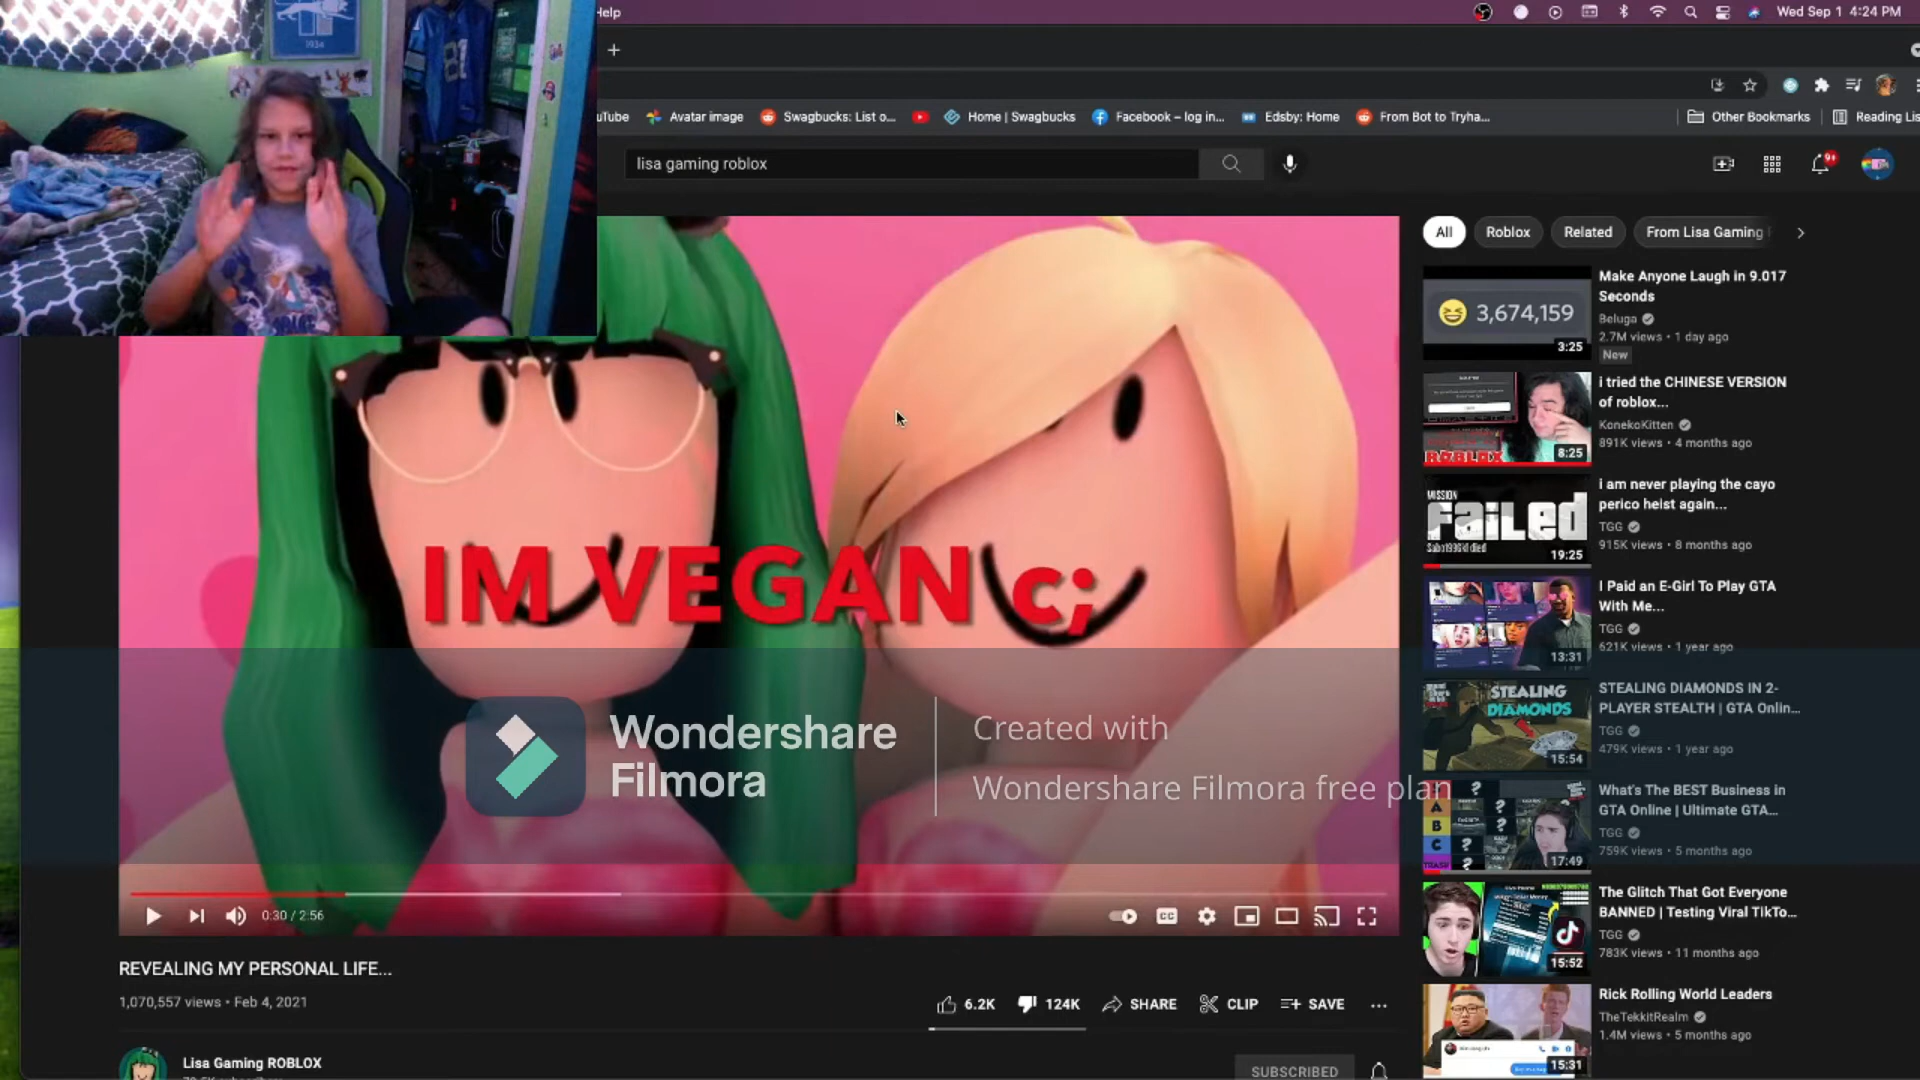 Help
Wed Sep 1 4:24 PM
1934
81
uTube
Avatar image
Swagbucks: List o...
Home | Swagbucks
Facebook – log in...
Edsby: Home
From Bot to Tryha...
Other Bookmarks
Reading Lis
lisa gaming roblox
9+
All
Roblox
Related
From Lisa Gaming
IM VEGAN c;
Wondershare
Filmora
Created with
Wondershare Filmora free plan
0:30 / 2:56
CC
REVEALING MY PERSONAL LIFE...
1,070,557 views • Feb 4, 2021
6.2K
124K
SHARE
CLIP
SAVE
Lisa Gaming ROBLOX
SUBSCRIBED
3,674,159
3:25
Make Anyone Laugh in 9.017
Seconds
Beluga
2.7M views • 1 day ago
New
ROBLOX
8:25
i tried the CHINESE VERSION
of roblox...
KonekoKitten
891K views • 4 months ago
MISSION
FAILED
19:25
i am never playing the cayo
perico heist again...
TGG
915K views • 8 months ago
13:31
I Paid an E-Girl To Play GTA
With Me...
TGG
621K views • 1 year ago
STEALING
DIAMONDS
15:54
STEALING DIAMONDS IN 2-
PLAYER STEALTH | GTA Onlin...
TGG
479K views • 1 year ago
A
B
C
17:49
What's The BEST Business in
GTA Online | Ultimate GTA...
TGG
759K views • 5 months ago
15:52
The Glitch That Got Everyone
BANNED | Testing Viral TikTo...
TGG
783K views • 11 months ago
15:31
Rick Rolling World Leaders
TheTekkitRealm
1.4M views • 5 months ago